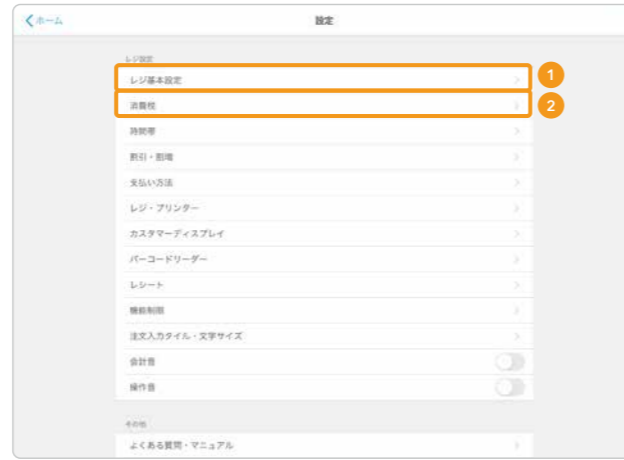 ホーム
設定
レジ設定
レジ基本設定
1
消費税
2
時間帯
割引・割増
支払い方法
レジ・プリンター
カスタマーディスプレイ
バーコードリーダー
レシート
機能制限
注文入力タイル・文字サイズ
会計音
操作音
その他
よくある質問・マニュアル